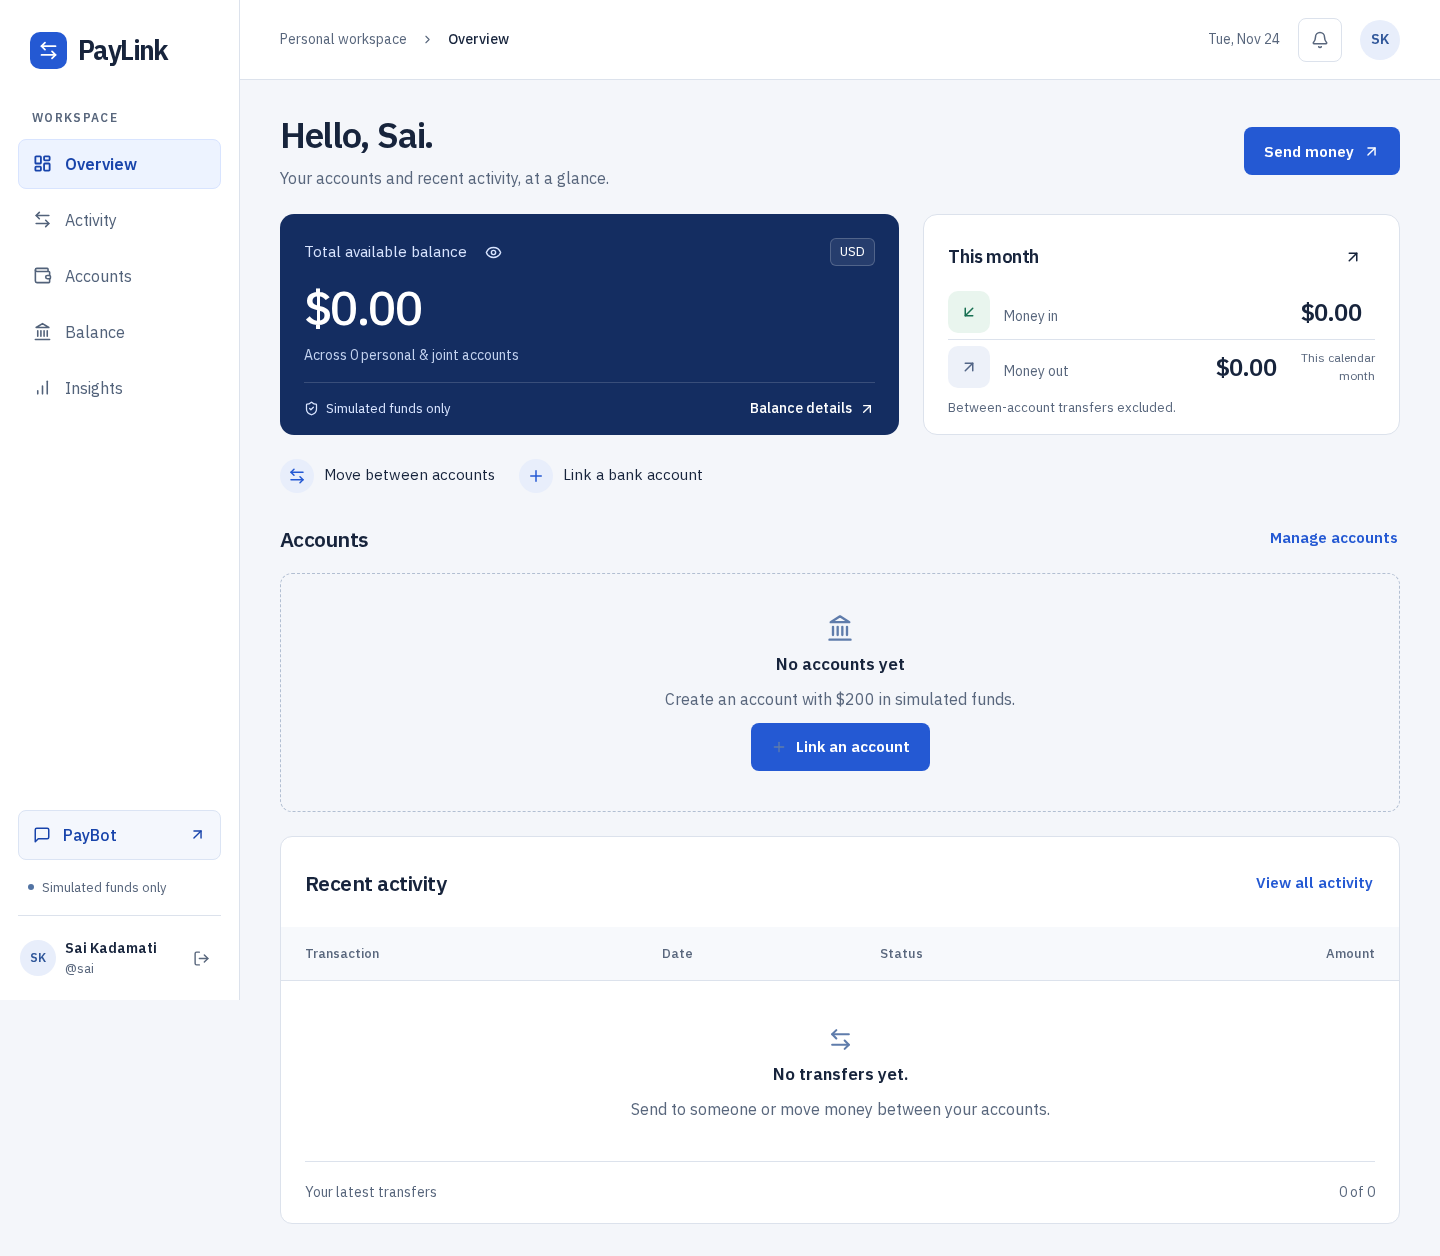 PayLink
WORKSPACE
Overview
Activity
Accounts
Balance
Insights
PayBot
Simulated funds only
SK
Sai Kadamati
@sai
Personal workspace
Overview
Tue, Nov 24
SK
Hello, Sai.
Your accounts and recent activity, at a glance.
Send money
Total available balance
USD
$0.00
Across 0 personal & joint accounts
Simulated funds only
Balance details
This month
Money in
$0.00
Money out
$0.00
This calendar
month
Between-account transfers excluded.
Move between accounts
Link a bank account
Accounts
Manage accounts
No accounts yet
Create an account with $200 in simulated funds.
Link an account
Recent activity
View all activity
Transaction
Date
Status
Amount
No transfers yet.
Send to someone or move money between your accounts.
Your latest transfers
0 of 0